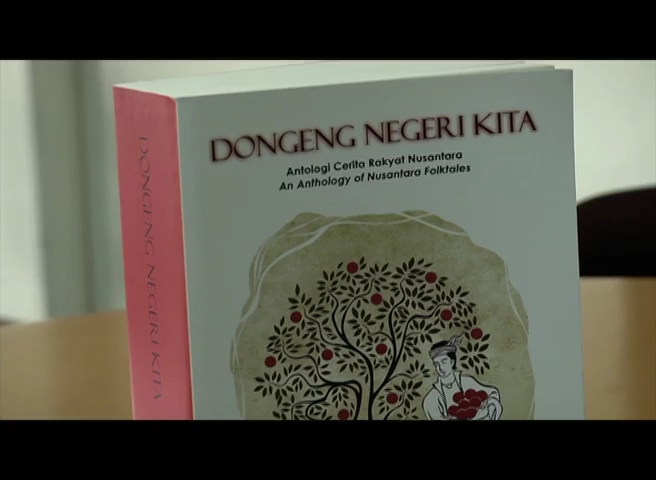 DONGENG NEGERI KITA
Antologi Cerita Rakyat Nusantara
An Anthology of Nusantara Folktales
DONGENG NEGERI KITA